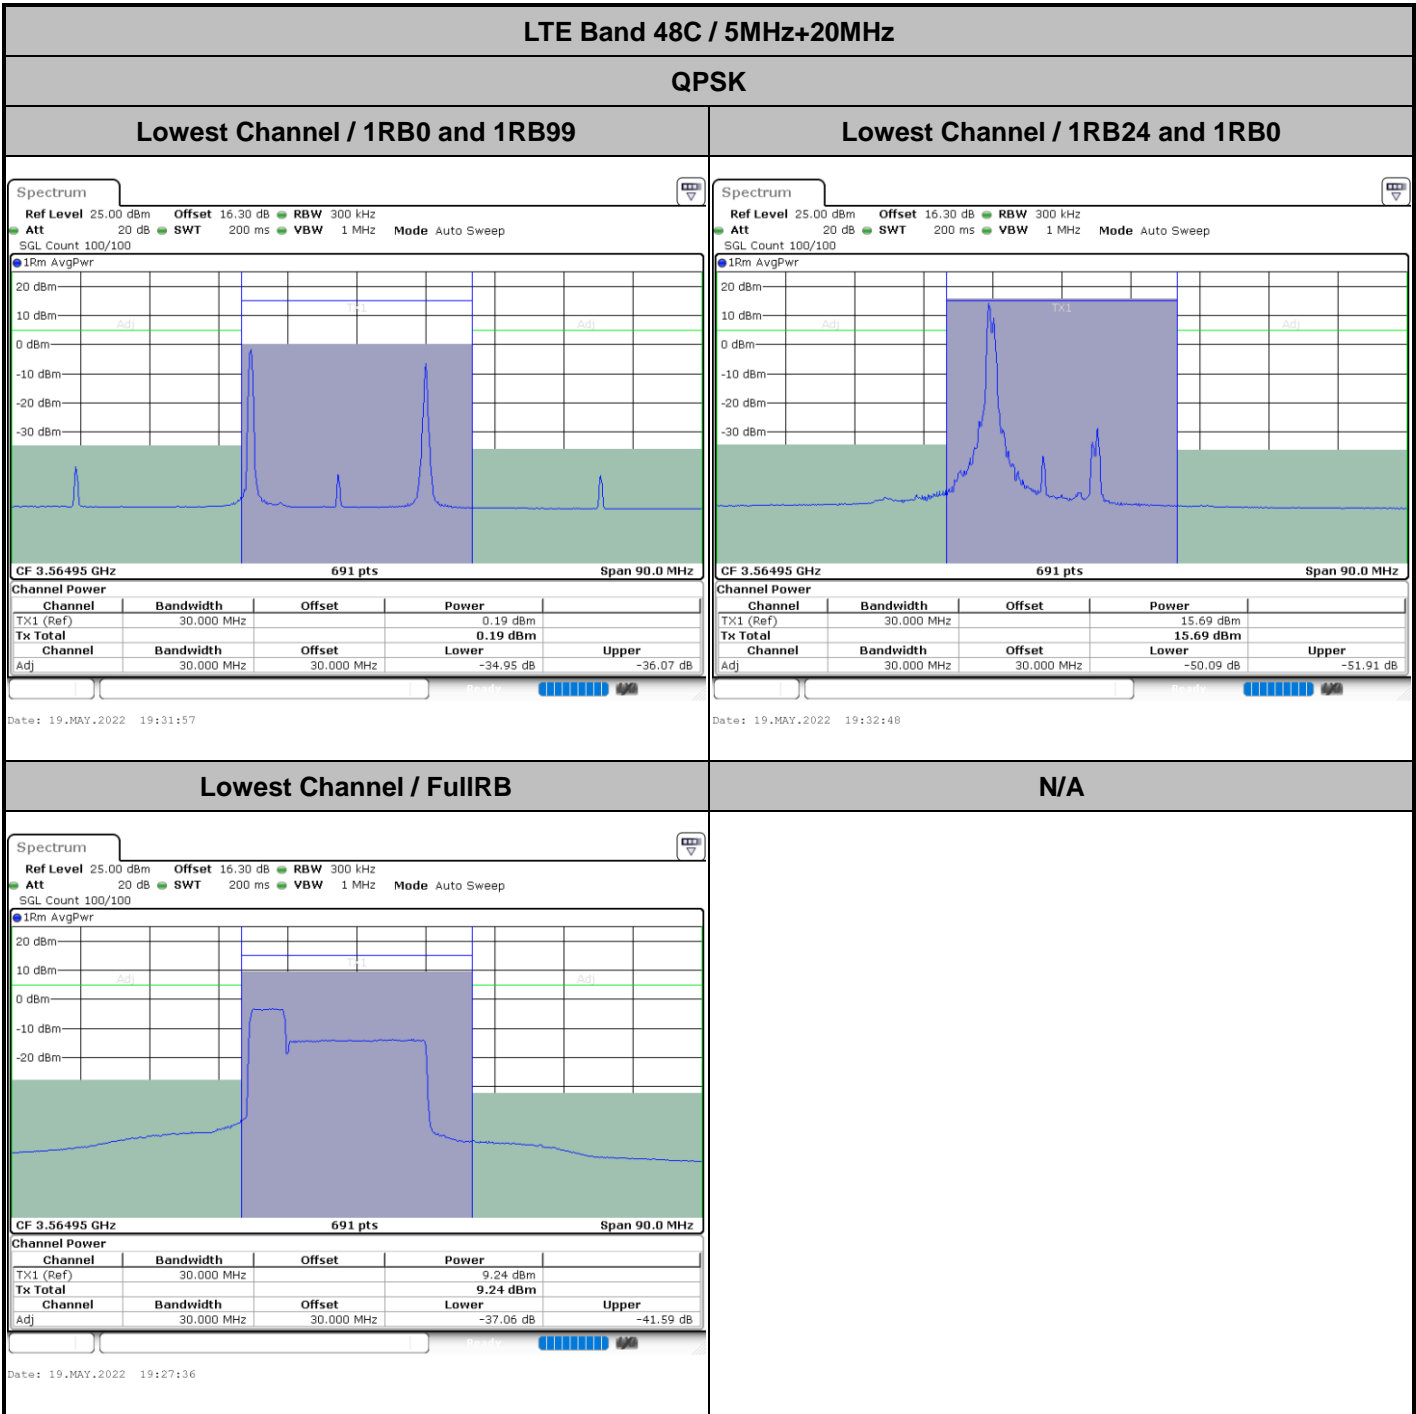 LTE Band 48C / 5MHz+20MHz
QPSK
Lowest Channel / 1RB0 and 1RB99
Lowest Channel / 1RB24 and 1RB0
Spectrum
Ref Level 25.00 dBm Offset 16.30 dB RBW 300 kHz
Att 20 dB SWT 200 ms VBW 1 MHz Mode Auto Sweep
SGL Count 100/100
1Rm AvgPwr
20 dBm
10 dBm
0 dBm
-10 dBm
-20 dBm
-30 dBm
Adj
TX1
Adj
CF 3.56495 GHz 691 pts Span 90.0 MHz
Channel Power
Channel Bandwidth Offset Power
TX1 (Ref) 30.000 MHz 0.19 dBm
Tx Total 0.19 dBm
Channel Bandwidth Offset Lower Upper
Adj 30.000 MHz 30.000 MHz -34.95 dB -36.07 dB
Ready
Date: 19.MAY.2022 19:31:57
Spectrum
Ref Level 25.00 dBm Offset 16.30 dB RBW 300 kHz
Att 20 dB SWT 200 ms VBW 1 MHz Mode Auto Sweep
SGL Count 100/100
1Rm AvgPwr
20 dBm
10 dBm
0 dBm
-10 dBm
-20 dBm
-30 dBm
Adj
TX1
Adj
CF 3.56495 GHz 691 pts Span 90.0 MHz
Channel Power
Channel Bandwidth Offset Power
TX1 (Ref) 30.000 MHz 15.69 dBm
Tx Total 15.69 dBm
Channel Bandwidth Offset Lower Upper
Adj 30.000 MHz 30.000 MHz -50.09 dB -51.91 dB
Ready
Date: 19.MAY.2022 19:32:48
Lowest Channel / FullRB
N/A
Spectrum
Ref Level 25.00 dBm Offset 16.30 dB RBW 300 kHz
Att 20 dB SWT 200 ms VBW 1 MHz Mode Auto Sweep
SGL Count 100/100
1Rm AvgPwr
20 dBm
10 dBm
0 dBm
-10 dBm
-20 dBm
Adj
TX1
Adj
CF 3.56495 GHz 691 pts Span 90.0 MHz
Channel Power
Channel Bandwidth Offset Power
TX1 (Ref) 30.000 MHz 9.24 dBm
Tx Total 9.24 dBm
Channel Bandwidth Offset Lower Upper
Adj 30.000 MHz 30.000 MHz -37.06 dB -41.59 dB
Ready
Date: 19.MAY.2022 19:27:36